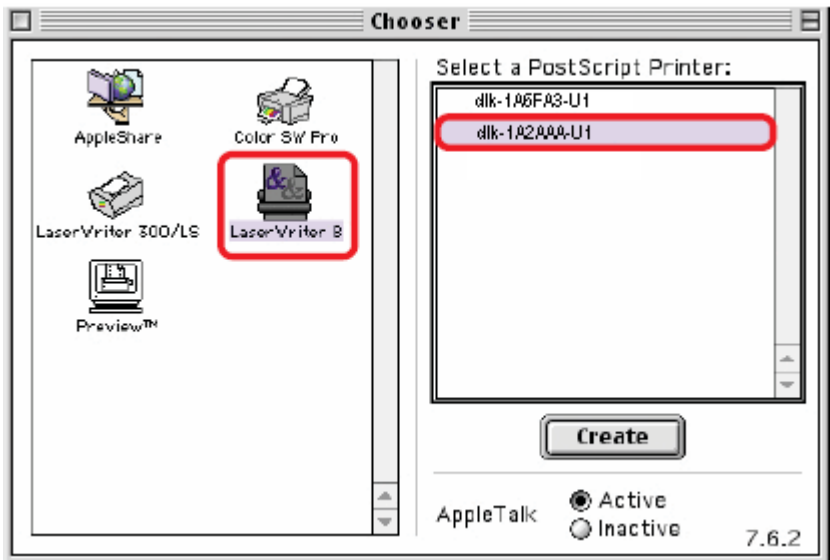 Chooser
AppleShare
Color SW Pro
LaserWriter 300/LS
LaserWriter 8
Preview™
Select a PostScript Printer:
dlk-1A6FA3-U1
dlk-1A2AAA-U1
Create
AppleTalk
Active
Inactive
7.6.2